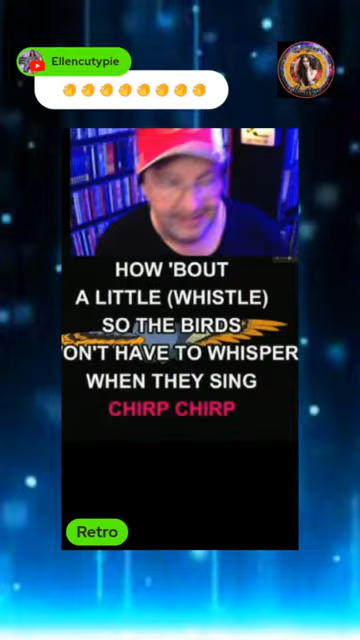 Ellencutypie
👏👏👏👏👏👏👏👏
HOW 'BOUT
A LITTLE (WHISTLE)
SO THE BIRDS
ON'T HAVE TO WHISPER
WHEN THEY SING
CHIRP CHIRP
Retro